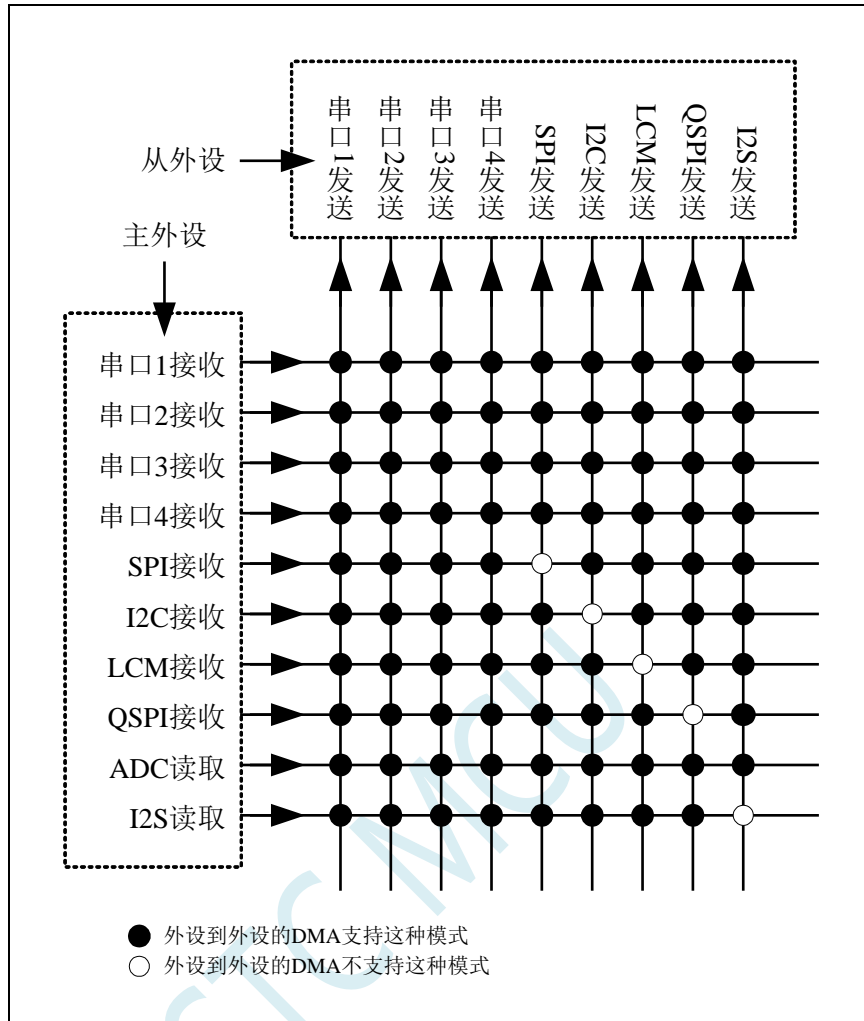 从外设
串口1发送
串口2发送
串口3发送
串口4发送
SPI发送
I2C发送
LCM发送
QSPI发送
I2S发送
主外设
串口1接收
串口2接收
串口3接收
串口4接收
SPI接收
I2C接收
LCM接收
QSPI接收
ADC读取
I2S读取
STC MCU
外设到外设的DMA支持这种模式
外设到外设的DMA不支持这种模式